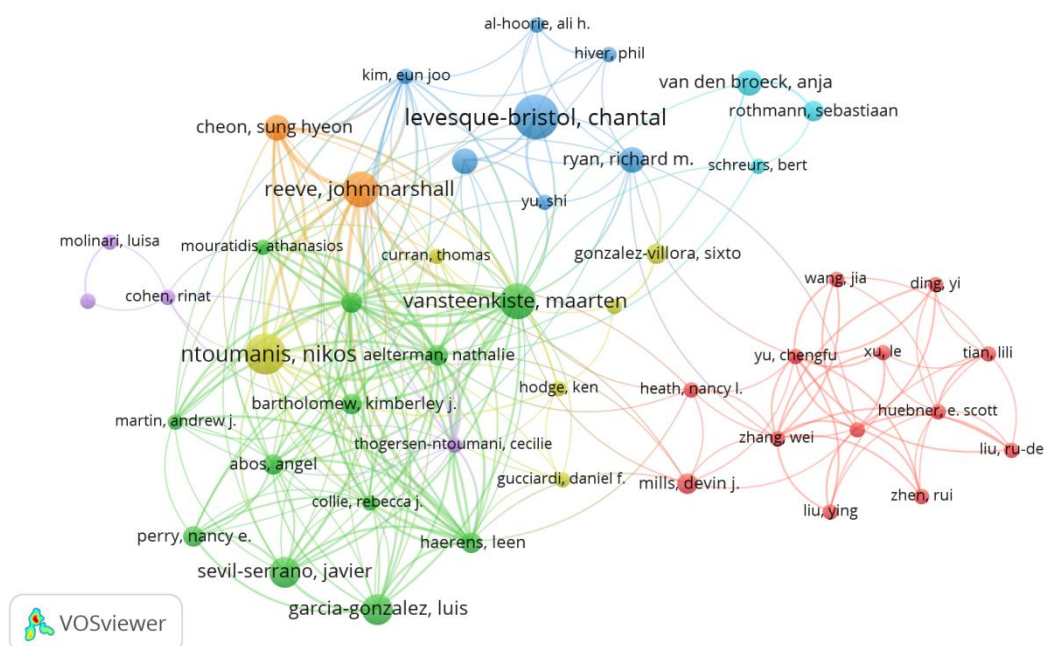 al-hoorie, ali h.
hiver, phil
kim, eun joo
van den broeck, anja
rothmann, sebastiaan
levesque-bristol, chantal
cheon, sung hyeon
ryan, richard m.
schreurs, bert
reeve, johnmarshall
yu, shi
molinari, luisa
mouratidis, athanasios
curran, thomas
gonzalez-villora, sixto
wang, jia
ding, yi
cohen, rinat
vansteenkiste, maarten
ntoumanis, nikos
aelterman, nathalie
yu, chengfu
xu, le
tian, lili
hodge, ken
heath, nancy l.
bartholomew, kimberley j.
huebner, e. scott
martin, andrew j.
zhang, wei
thogersen-ntoumani, cecilie
liu, ru-de
abos, angel
gucciardi, daniel f.
mills, devin j.
collie, rebecca j.
zhen, rui
liu, ying
perry, nancy e.
haerens, leen
sevil-serrano, javier
garcia-gonzalez, luis
VOSviewer